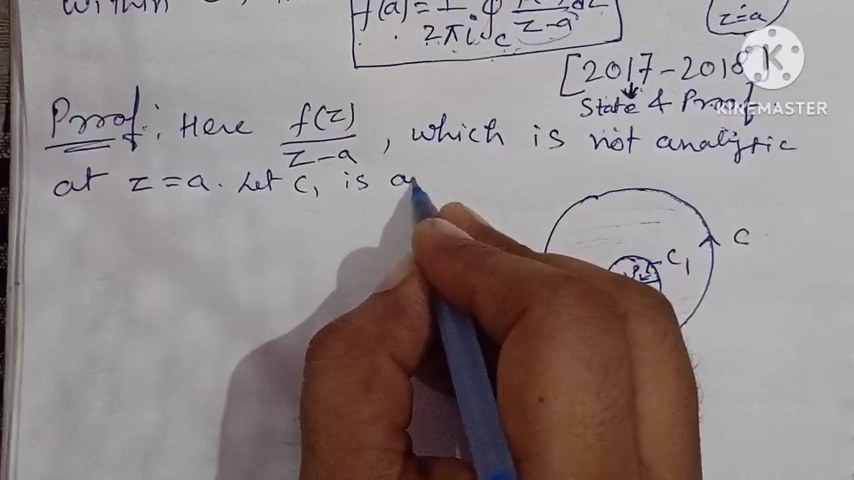 f(a) = 1/2πi ∮c dz/z-a
z=a
[2017-2018]
State & Proof
KINEMASTER
Proof: Here f(z)/z-a, which is not analytic
at z=a. Let C₁ is a
C
C₁